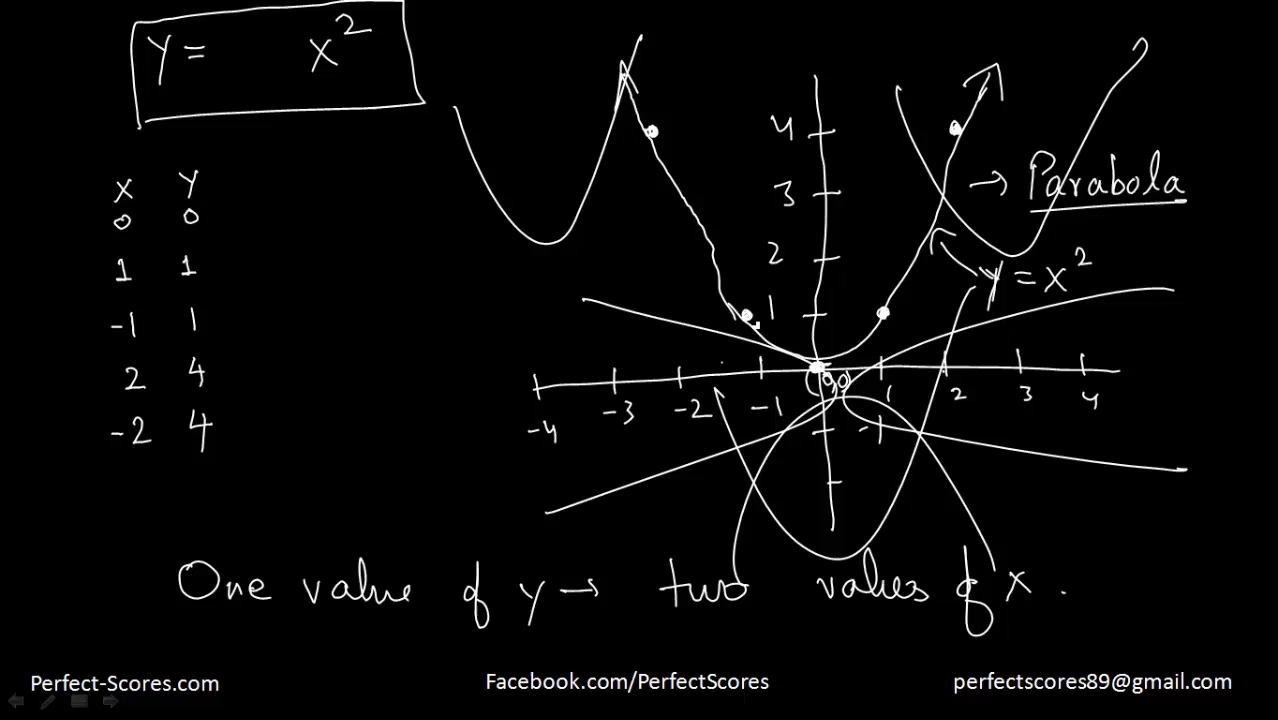 Y = x²
X Y
0 0
1 1
-1 1
2 4
-2 4
4
3
2
1
→ Parabola
Y = x²
-4 -3 -2 -1 (0,0) 1 2 3 4
-1
One value of y → two values of x.
Perfect-Scores.com
Facebook.com/PerfectScores
perfectscores89@gmail.com